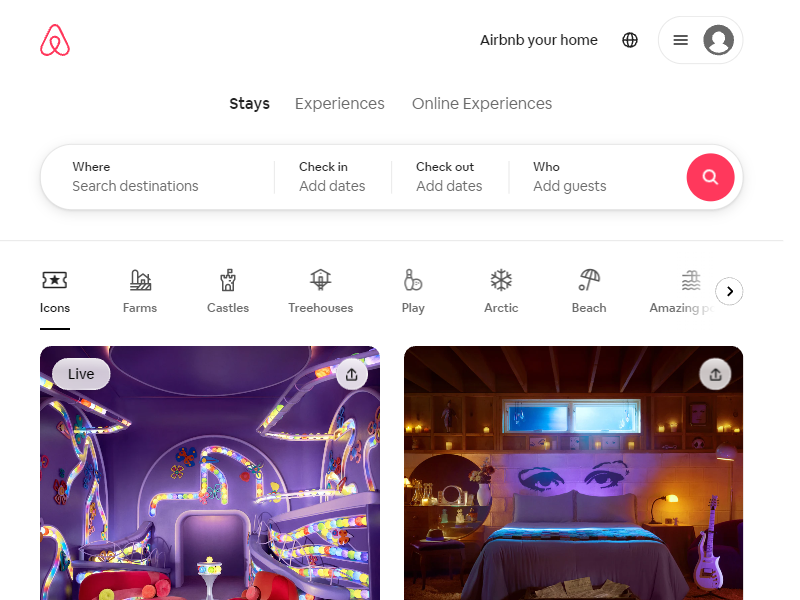 Airbnb your home
Stays
Experiences
Online Experiences
Where
Search destinations
Check in
Add dates
Check out
Add dates
Who
Add guests
Icons
Farms
Castles
Treehouses
Play
Arctic
Beach
Amazing
Live